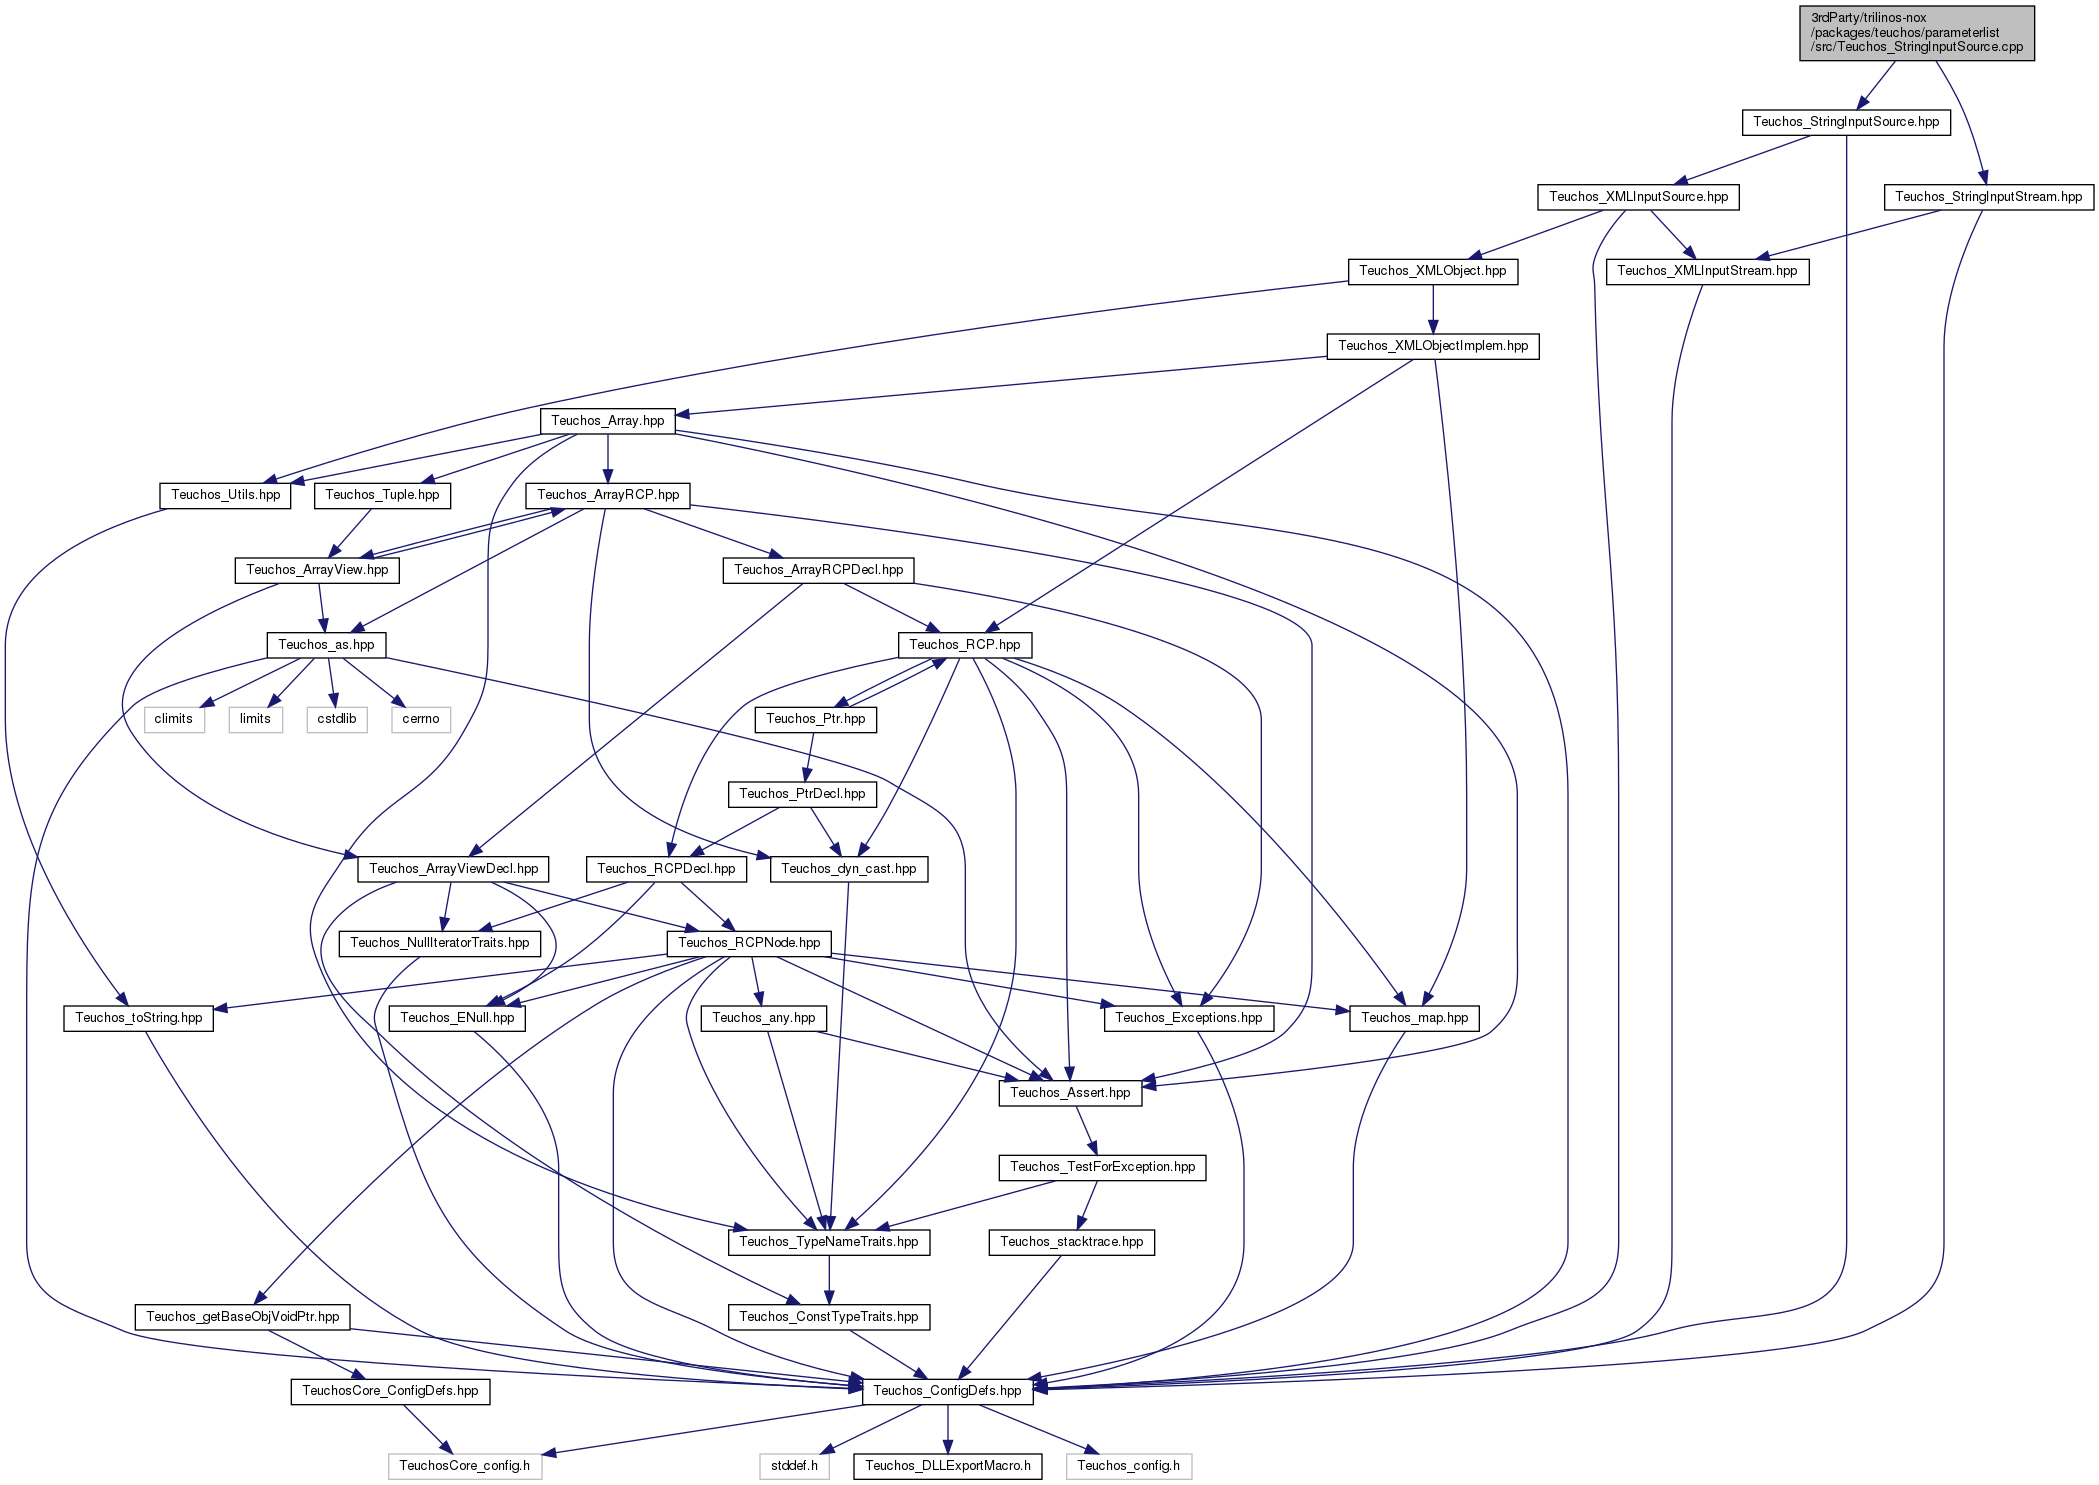 3rdParty/trilinos-nox
/packages/teuchos/parameterlist
/src/Teuchos_StringInputSource.cpp
Teuchos_StringInputSource.hpp
Teuchos_XMLInputSource.hpp
Teuchos_StringInputStream.hpp
Teuchos_XMLObject.hpp
Teuchos_XMLInputStream.hpp
Teuchos_XMLObjectImplem.hpp
Teuchos_Array.hpp
Teuchos_Utils.hpp
Teuchos_Tuple.hpp
Teuchos_ArrayRCP.hpp
Teuchos_ArrayView.hpp
Teuchos_ArrayRCPDecl.hpp
Teuchos_as.hpp
Teuchos_RCP.hpp
climits
limits
cstdlib
cerrno
Teuchos_Ptr.hpp
Teuchos_PtrDecl.hpp
Teuchos_ArrayViewDecl.hpp
Teuchos_RCPDecl.hpp
Teuchos_dyn_cast.hpp
Teuchos_NullIteratorTraits.hpp
Teuchos_RCPNode.hpp
Teuchos_toString.hpp
Teuchos_ENull.hpp
Teuchos_any.hpp
Teuchos_Exceptions.hpp
Teuchos_map.hpp
Teuchos_Assert.hpp
Teuchos_TestForException.hpp
Teuchos_TypeNameTraits.hpp
Teuchos_stacktrace.hpp
Teuchos_getBaseObjVoidPtr.hpp
Teuchos_ConstTypeTraits.hpp
TeuchosCore_ConfigDefs.hpp
Teuchos_ConfigDefs.hpp
TeuchosCore_config.h
stddef.h
Teuchos_DLLExportMacro.h
Teuchos_config.h